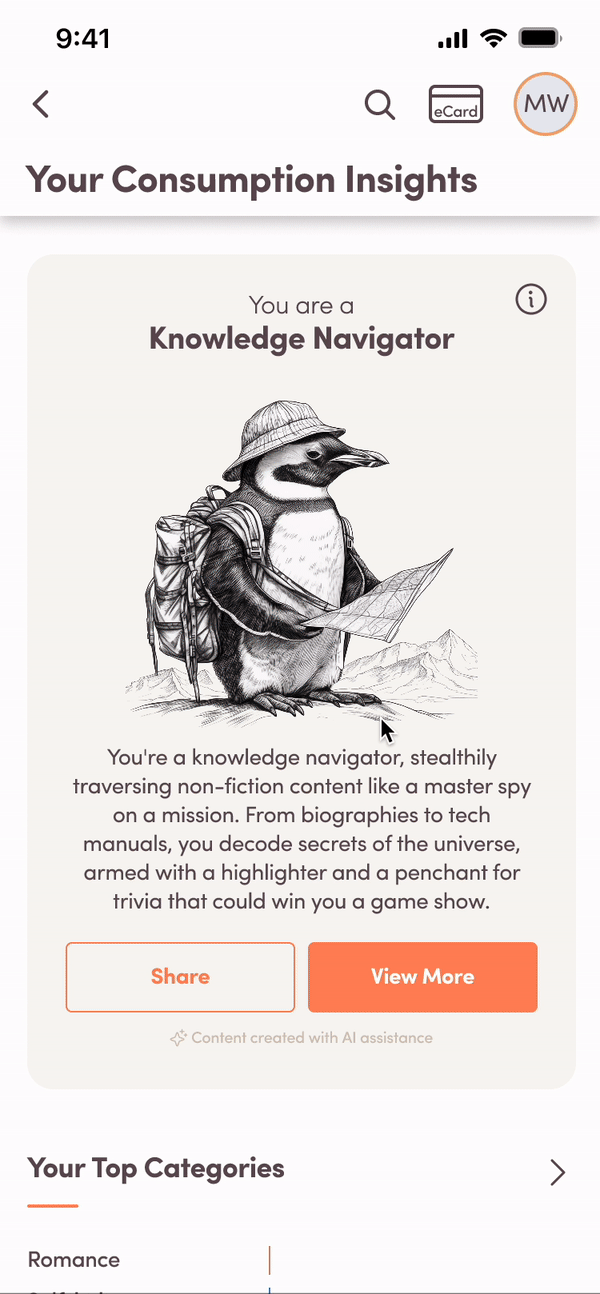 9:41
eCard
MW
Your Consumption Insights
You are a
Knowledge Navigator
You're a knowledge navigator, stealthily
traversing non-fiction content like a master spy
on a mission. From biographies to tech
manuals, you decode secrets of the universe,
armed with a highlighter and a penchant for
trivia that could win you a game show.
Share
View More
Content created with AI assistance
Your Top Categories
Romance